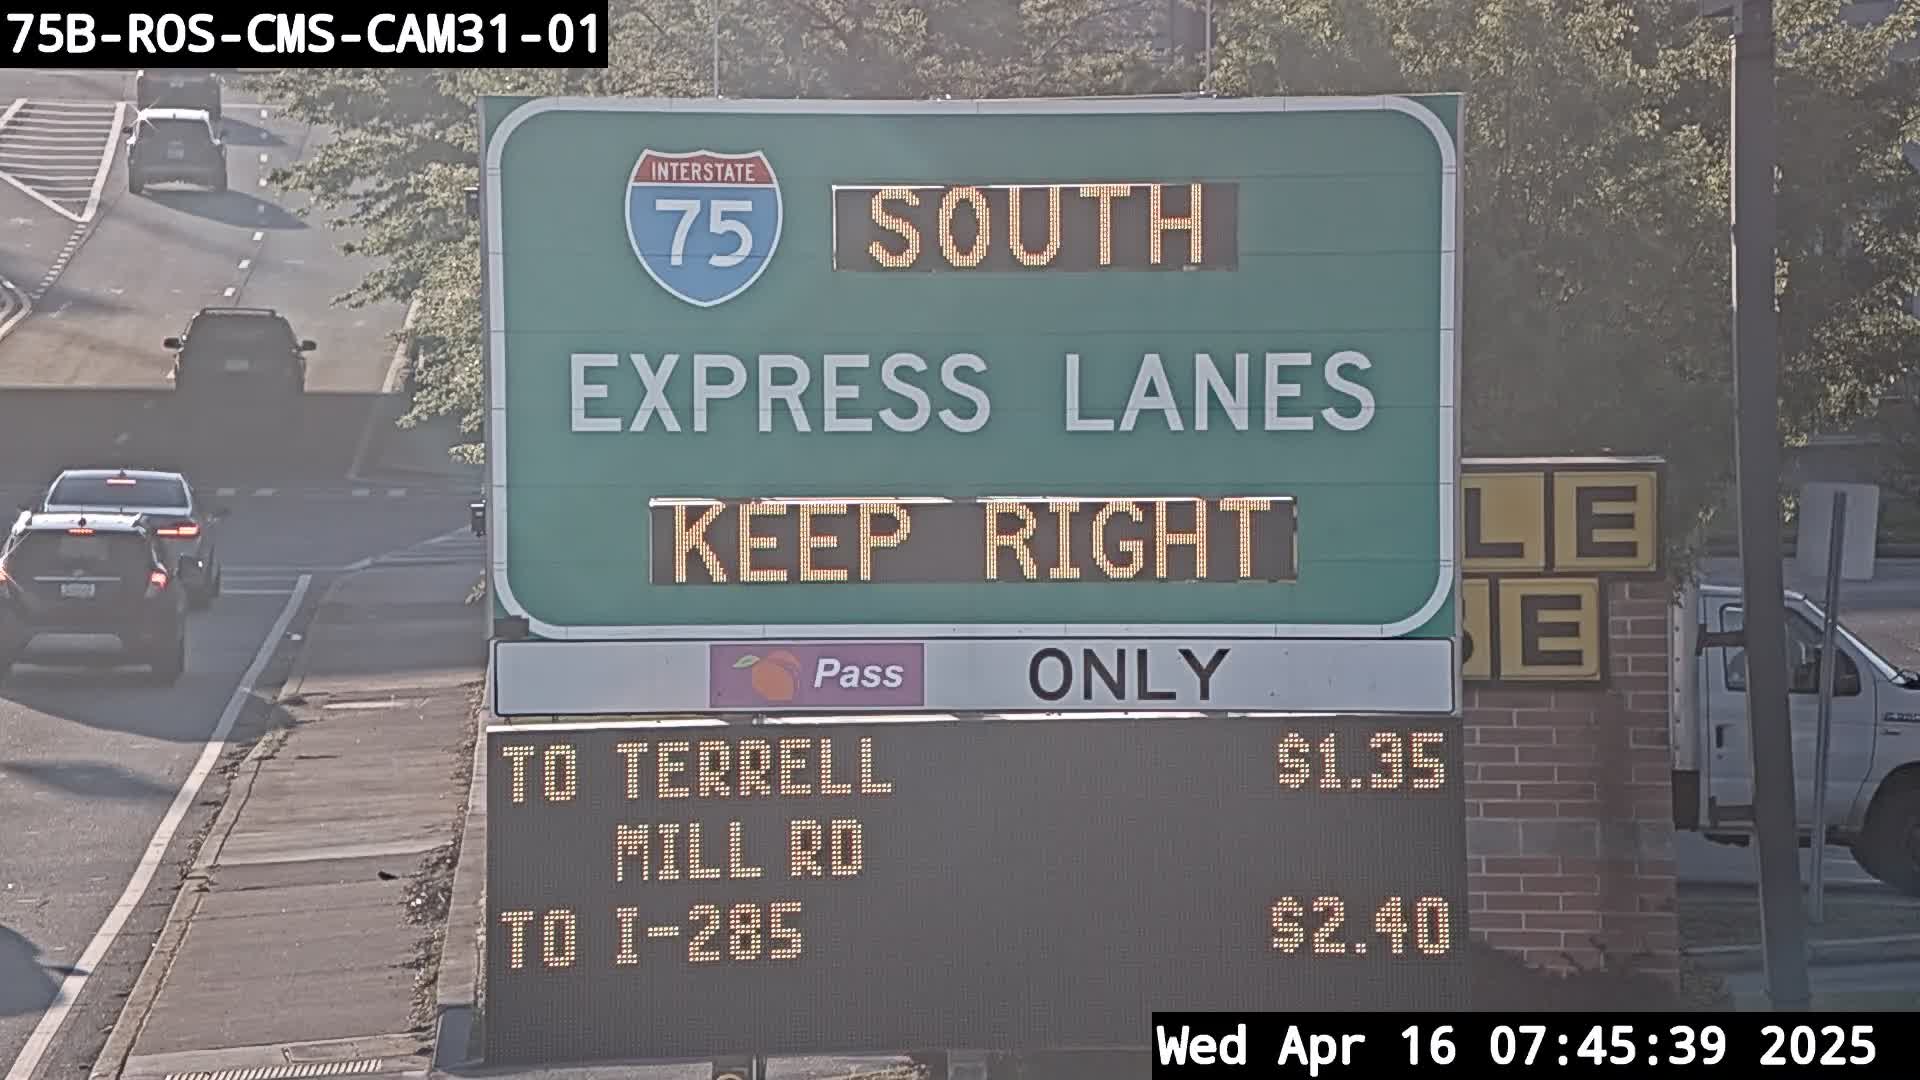 75B-ROS-CMS-CAM31-01
INTERSTATE
75
SOUTH
EXPRESS LANES
KEEP RIGHT
Pass ONLY
TO TERRELL $1.35
MILL RD
TO I-285 $2.40
LE
E
Wed Apr 16 07:45:39 2025